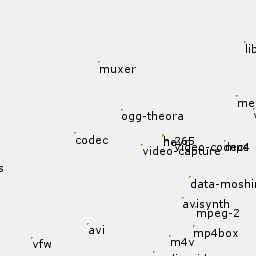 lib
muxer
me
ogg-theora
codec
h.265
video-codec
mp4
video-capture
s
data-moshin
avisynth
mpeg-2
avi
mp4box
vfw
m4v